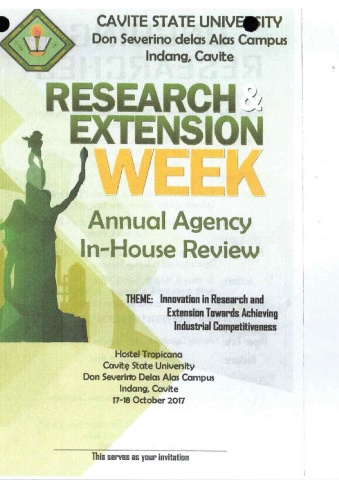 CAVITE STATE UNIVERSITY
Don Severino delas Alas Campus
Indang, Cavite
RESEARCH &
EXTENSION
WEEK
Annual Agency
In-House Review
THEME: Innovation in Research and
Extension Towards Achieving
Industrial Competitiveness
Hostel Tropicana
Cavite State University
Don Severino Delas Alas Campus
Indang, Cavite
17-18 October 2017
This serves as your invitation